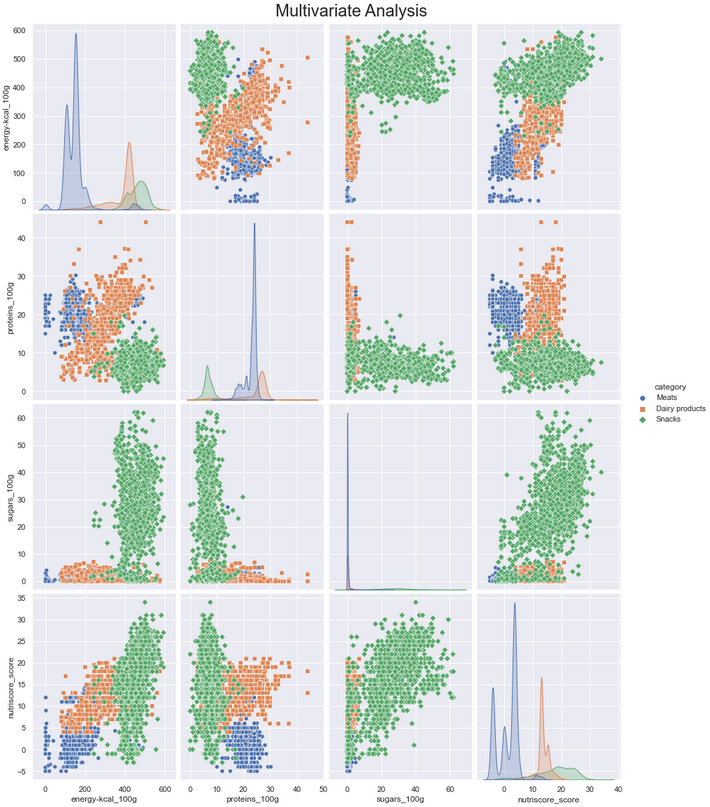 Multivariate Analysis
energy-kcal_100g
600
500
400
300
200
100
0
proteins_100g
40
30
20
10
0
category
Meats
Dairy products
Snacks
sugars_100g
60
50
40
30
20
10
0
nutriscore_score
35
30
25
20
15
10
5
0
−5
0 200 400 600
0 10 20 30 40 50
0 20 40 60
0 10 20 30 40
energy-kcal_100g proteins_100g sugars_100g nutriscore_score